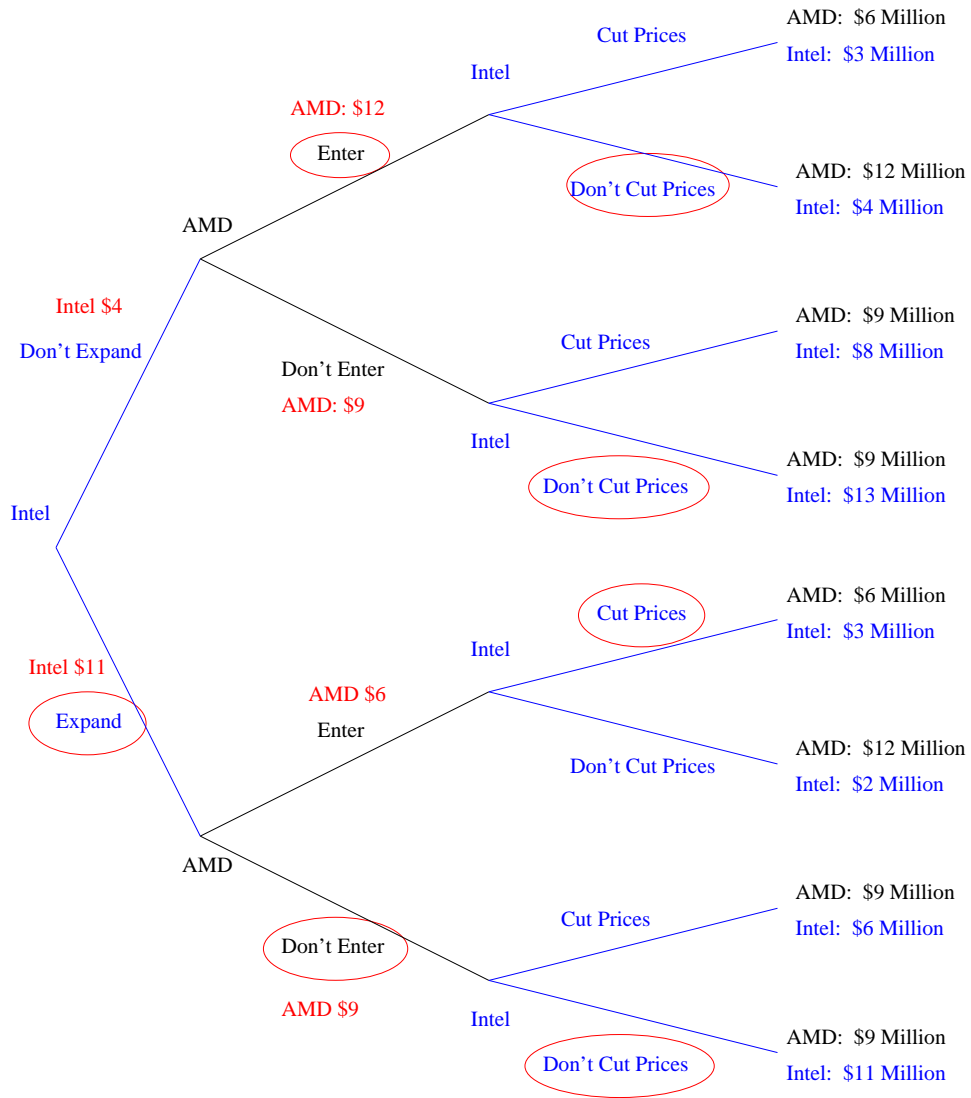 AMD:  $6 Million
Cut Prices
Intel:  $3 Million
Intel
AMD: $12
Enter
AMD:  $12 Million
Don't Cut Prices
Intel:  $4 Million
AMD
Intel $4
AMD:  $9 Million
Don't Expand
Cut Prices
Intel:  $8 Million
Don't Enter
AMD: $9
Intel
AMD:  $9 Million
Don't Cut Prices
Intel:  $13 Million
Intel
AMD:  $6 Million
Cut Prices
Intel:  $3 Million
Intel
Intel $11
AMD $6
Expand
Enter
AMD:  $12 Million
Don't Cut Prices
Intel:  $2 Million
AMD
AMD:  $9 Million
Cut Prices
Intel:  $6 Million
Don't Enter
AMD $9
Intel
AMD:  $9 Million
Don't Cut Prices
Intel:  $11 Million